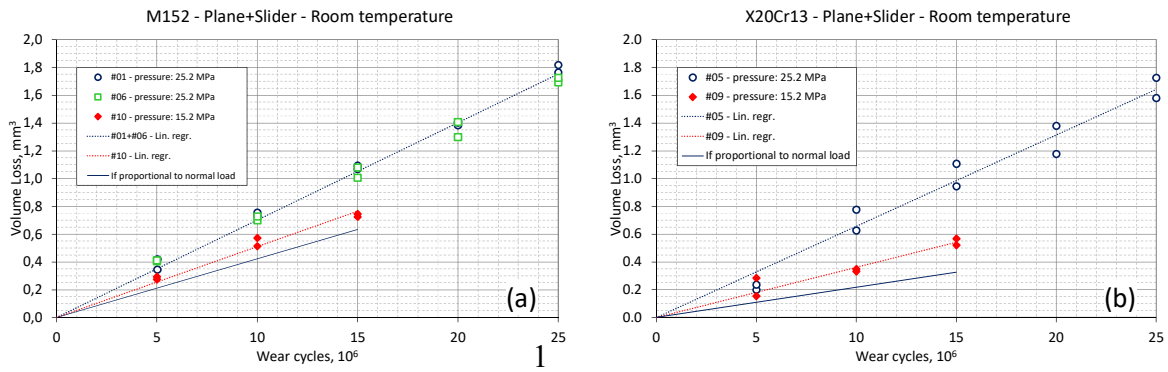 M152 - Plane+Slider - Room temperature
2,0
1,8
1,6
1,4
1,2
1,0
0,8
0,6
0,4
0,2
0,0
Volume Loss, mm³
#01 - pressure: 25.2 MPa
#06 - pressure: 25.2 MPa
#10 - pressure: 15.2 MPa
#01+#06 - Lin. regr.
#10 - Lin. regr.
If proportional to normal load
(a)
0 5 10 15 20 25
Wear cycles, 10⁶
1
X20Cr13 - Plane+Slider - Room temperature
2.0
1.8
1.6
1.4
1.2
1.0
0.8
0.6
0.4
0.2
0.0
Volume Loss, mm³
#05 - pressure: 25.2 MPa
#09 - pressure: 15.2 MPa
#05 - Lin. regr.
#09 - Lin. regr.
If proportional to normal load
(b)
0 5 10 15 20 25
Wear cycles, 10⁶